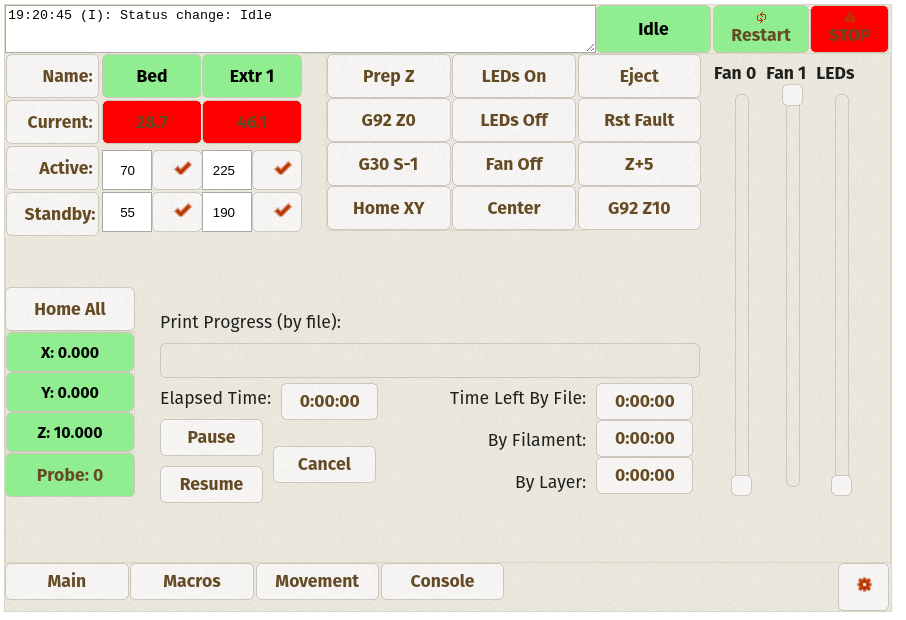 19:20:45 (I): Status change: Idle
Idle
Restart
STOP
Name: Bed Extr 1
Current: 28.7 46.1
Active: 70 225
Standby: 55 190
Prep Z LEDs On Eject
G92 Z0 LEDs Off Rst Fault
G30 S-1 Fan Off Z+5
Home XY Center G92 Z10
Fan 0 Fan 1 LEDs
Home All
X: 0.000
Y: 0.000
Z: 10.000
Probe: 0
Print Progress (by file):
Elapsed Time: 0:00:00
Pause
Cancel
Resume
Time Left By File: 0:00:00
By Filament: 0:00:00
By Layer: 0:00:00
Main Macros Movement Console